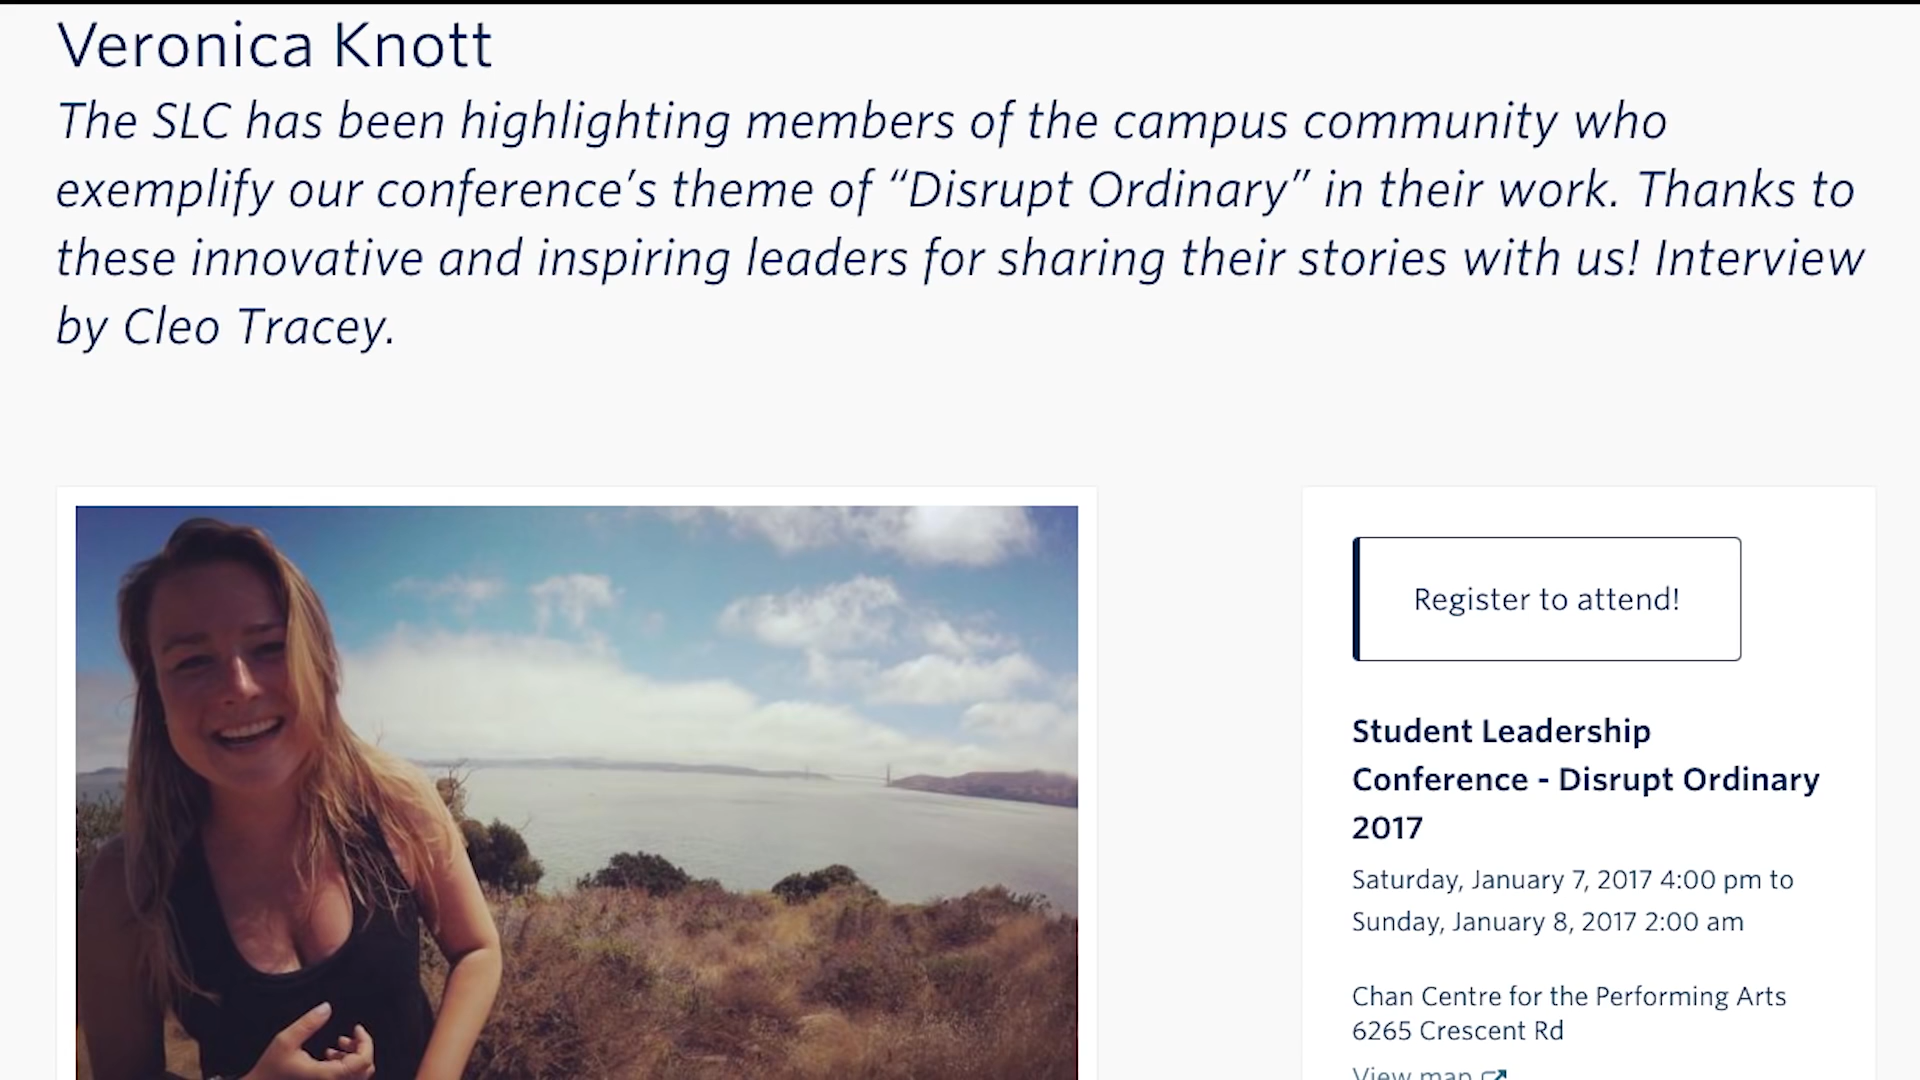 Veronica Knott
The SLC has been highlighting members of the campus community who
exemplify our conference’s theme of “Disrupt Ordinary” in their work. Thanks to
these innovative and inspiring leaders for sharing their stories with us! Interview
by Cleo Tracey.
Register to attend!
Student Leadership
Conference - Disrupt Ordinary
2017
Saturday, January 7, 2017 4:00 pm to
Sunday, January 8, 2017 2:00 am
Chan Centre for the Performing Arts
6265 Crescent Rd
View map